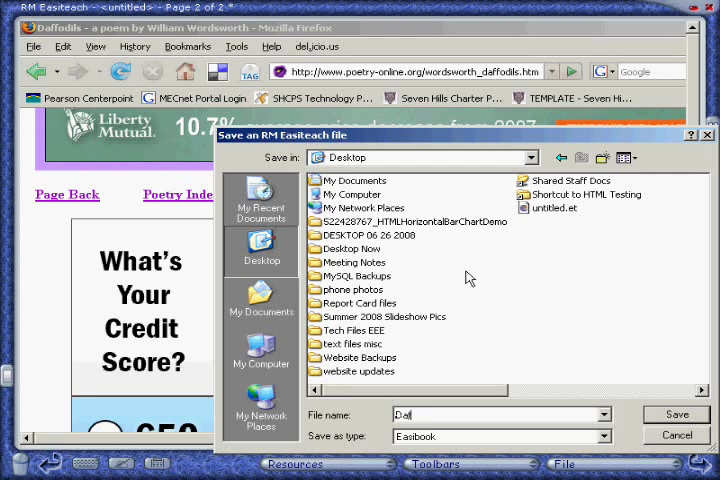 RM Easiteach - <untitled> - Page 2 of 2 *
Daffodils - a poem by William Wordsworth - Mozilla Firefox
File Edit View History Bookmarks Tools Help del.icio.us
TAG http://www.poetry-online.org/wordsworth_daffodils.htm G Google
Pearson Centerpoint MECnet Portal Login SHCPS Technology P... Seven Hills Charter P... TEMPLATE - Seven Hi...
Liberty Mutual. 10.7%
Page Back Poetry Inde
What's
Your
Credit
Score?
Save an RM Easiteach file
Save in: Desktop
My Recent Documents
Desktop
My Documents
My Computer
My Network Places
My Documents
My Computer
My Network Places
522428767_HTMLHorizontalBarChartDemo
DESKTOP 06 26 2008
Desktop Now
Meeting Notes
MySQL Backups
phone photos
Report Card files
Summer 2008 Slideshow Pics
Tech Files EEE
text files misc
Website Backups
website updates
Shared Staff Docs
Shortcut to HTML Testing
untitled.et
File name: Daf
Save
Save as type: Easibook
Cancel
Resources Toolbars File